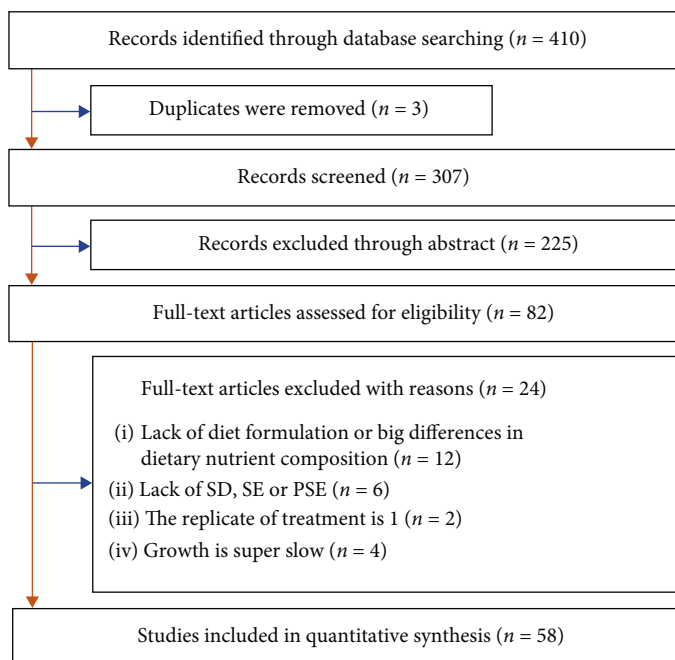 Records identified through database searching (n = 410)
Duplicates were removed (n = 3)
Records screened (n = 307)
Records excluded through abstract (n = 225)
Full-text articles assessed for eligibility (n = 82)
Full-text articles excluded with reasons (n = 24)
(i) Lack of diet formulation or big differences in
dietary nutrient composition (n = 12)
(ii) Lack of SD, SE or PSE (n = 6)
(iii) The replicate of treatment is 1 (n = 2)
(iv) Growth is super slow (n = 4)
Studies included in quantitative synthesis (n = 58)